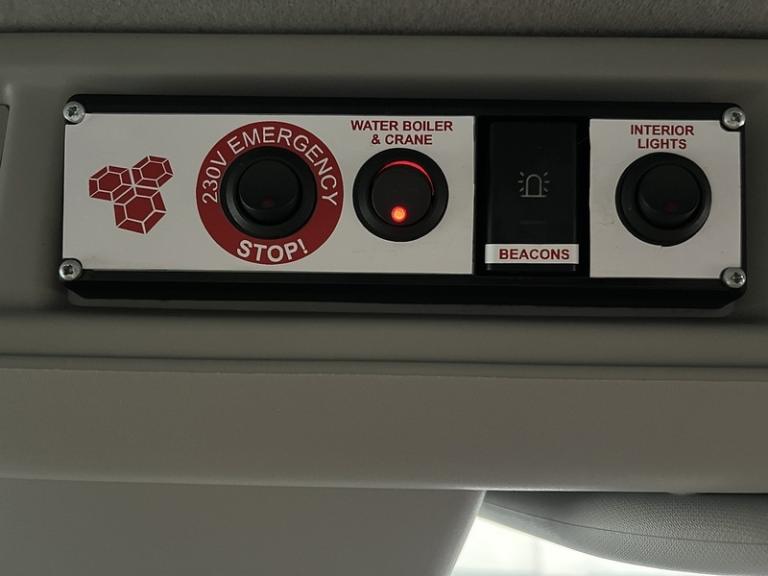 230V EMERGENCY
STOP!
WATER BOILER
& CRANE
BEACONS
INTERIOR
LIGHTS